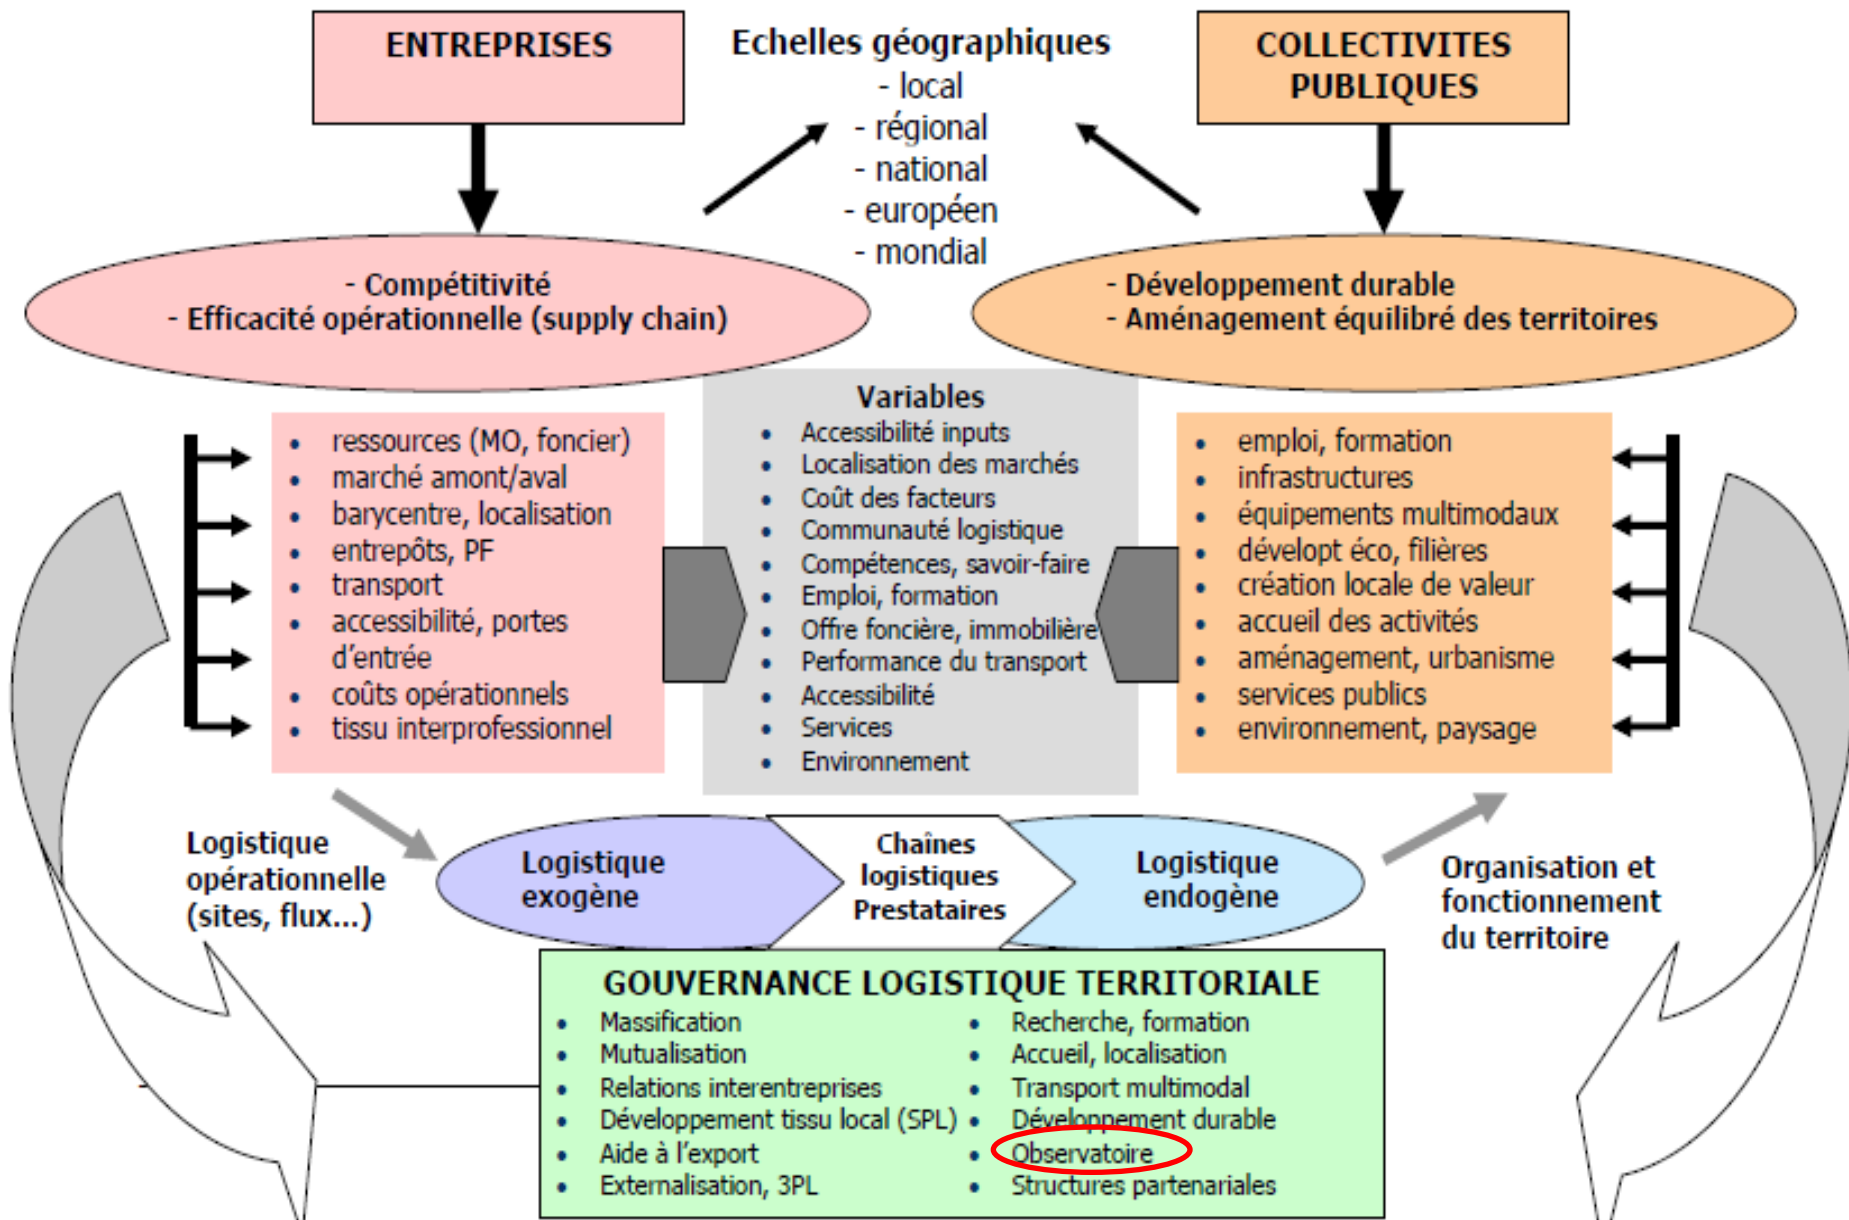 ENTREPRISES
Echelles géographiques
- local
- régional
- national
- européen
- mondial
COLLECTIVITES
PUBLIQUES
- Compétitivité
- Efficacité opérationnelle (supply chain)
- Développement durable
- Aménagement équilibré des territoires
• ressources (MO, foncier)
• marché amont/aval
• barycentre, localisation
• entrepôts, PF
• transport
• accessibilité, portes
d'entrée
• coûts opérationnels
• tissu interprofessionnel
Variables
• Accessibilité inputs
• Localisation des marchés
• Coût des facteurs
• Communauté logistique
• Compétences, savoir-faire
• Emploi, formation
• Offre foncière, immobilière
• Performance du transport
• Accessibilité
• Services
• Environnement
• emploi, formation
• infrastructures
• équipements multimodaux
• dévelopt éco, filières
• création locale de valeur
• accueil des activités
• aménagement, urbanisme
• services publics
• environnement, paysage
Logistique
opérationnelle
(sites, flux...)
Logistique
exogène
Chaînes
logistiques
Prestataires
Logistique
endogène
Organisation et
fonctionnement
du territoire
GOUVERNANCE LOGISTIQUE TERRITORIALE
• Massification
• Mutualisation
• Relations interentreprises
• Développement tissu local (SPL)
• Aide à l'export
• Externalisation, 3PL
• Recherche, formation
• Accueil, localisation
• Transport multimodal
• Développement durable
• Observatoire
• Structures partenariales